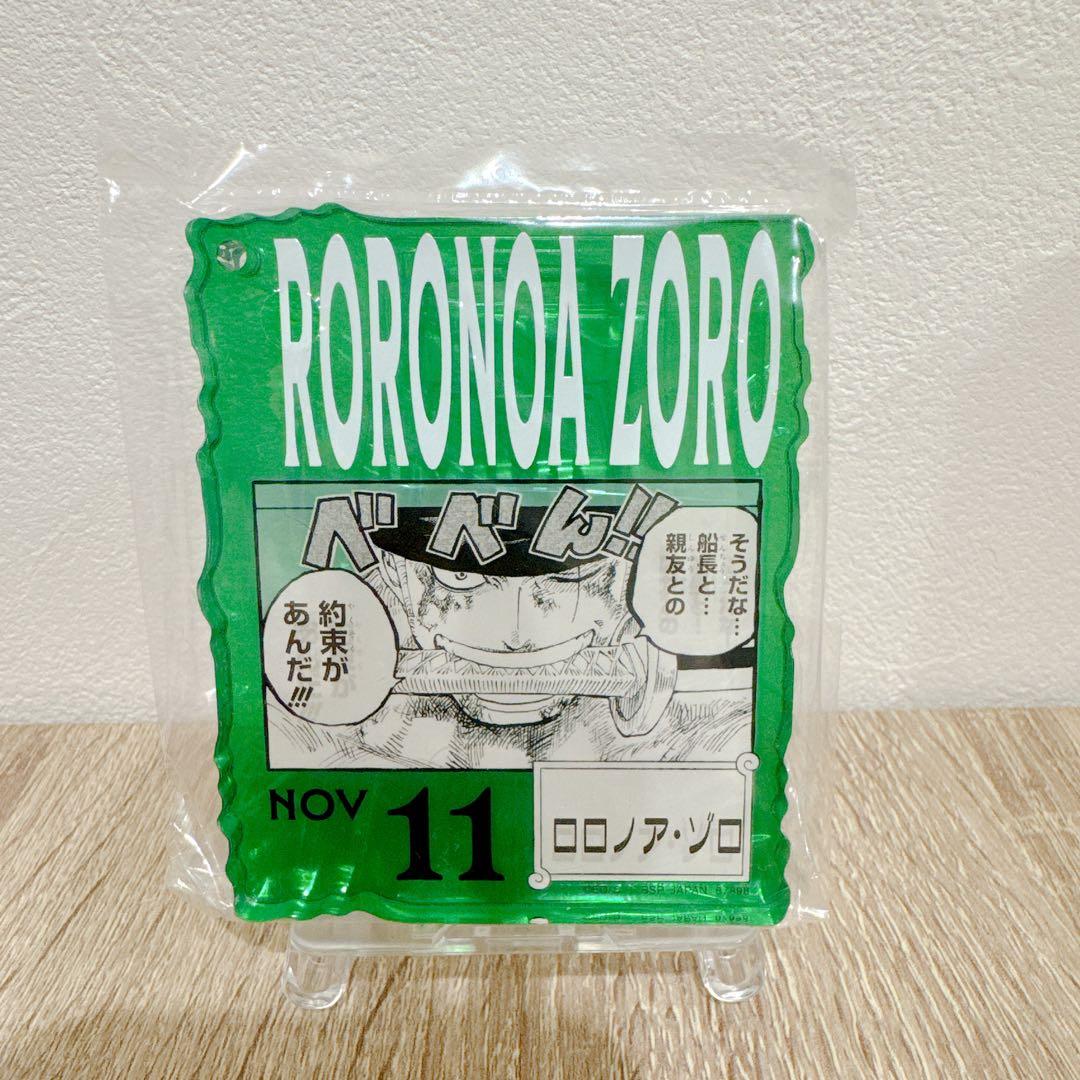 RORONOA ZORO
べべん!!
そうだな…
船長と…
親友との
約束が
あんだ!!!
NOV 11
ロロノア・ゾロ